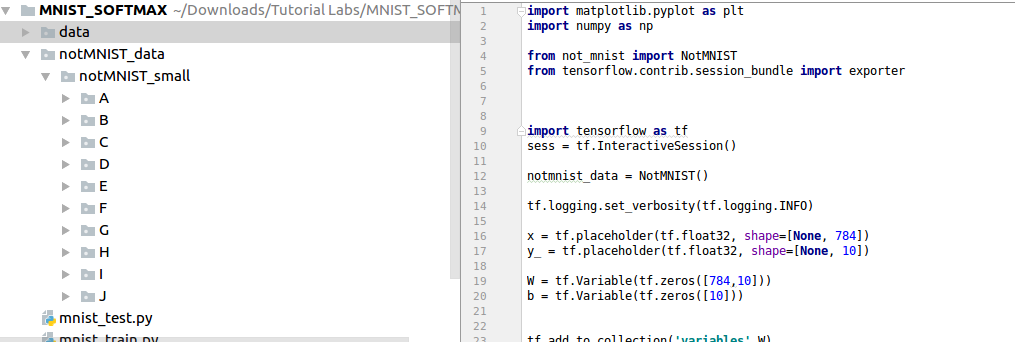 MNIST_SOFTMAX ~/Downloads/Tutorial Labs/MNIST_SOFTM
data
notMNIST_data
notMNIST_small
A
B
C
D
E
F
G
H
I
J
mnist_test.py
mnist_train.py
1 import matplotlib.pyplot as plt
2 import numpy as np
3
4 from not_mnist import NotMNIST
5 from tensorflow.contrib.session_bundle import exporter
6
7
8
9 import tensorflow as tf
10 sess = tf.InteractiveSession()
11
12 notmnist_data = NotMNIST()
13
14 tf.logging.set_verbosity(tf.logging.INFO)
15
16 x = tf.placeholder(tf.float32, shape=[None, 784])
17 y_ = tf.placeholder(tf.float32, shape=[None, 10])
18
19 W = tf.Variable(tf.zeros([784,10]))
20 b = tf.Variable(tf.zeros([10]))
21
22
23 tf.add_to_collection('variables',W)